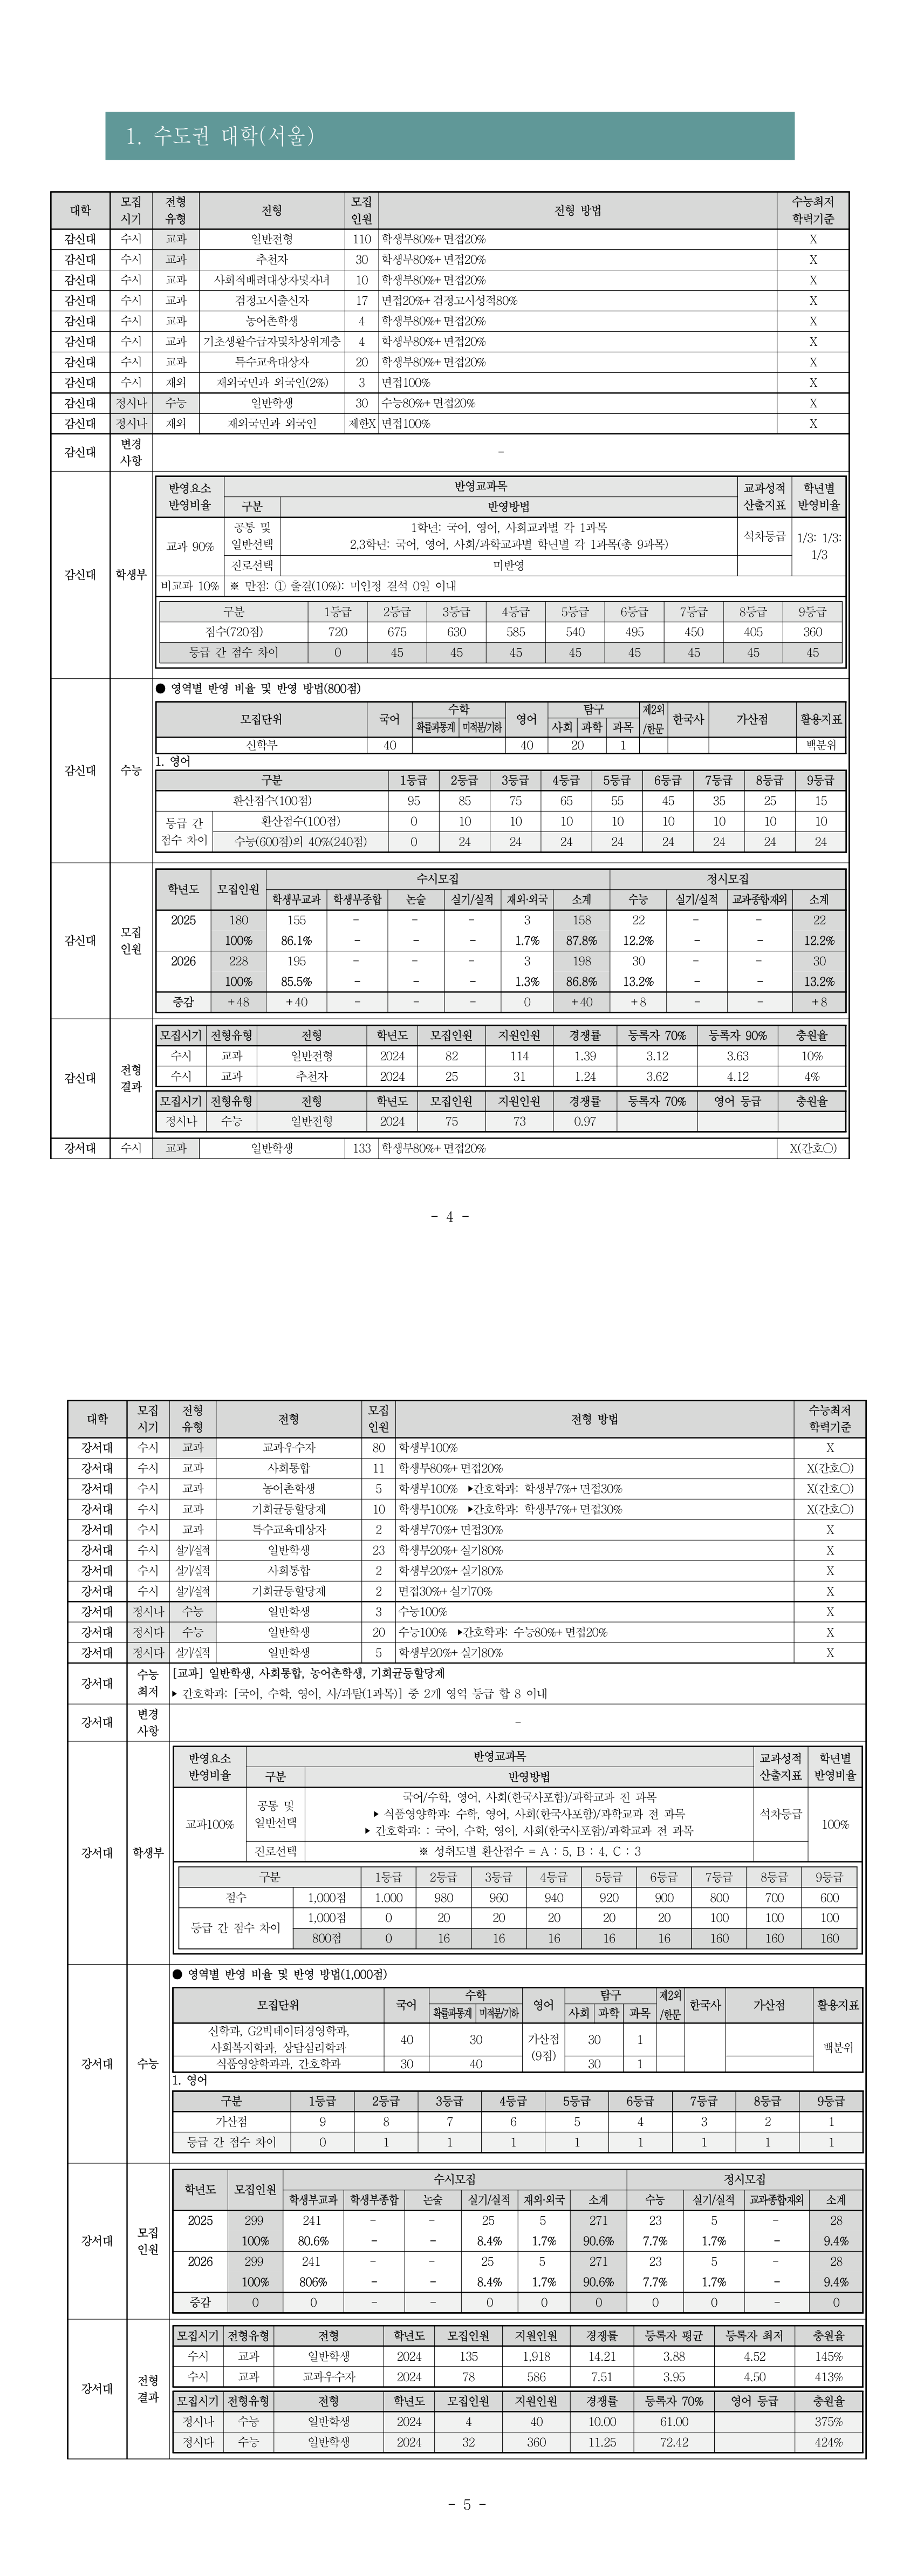 1. 수도권 대학(서울)
대학 모집시기 전형유형 전형 모집인원 전형 방법 수능최저학력기준
감신대 수시 교과 일반전형 110 학생부80%+면접20% X
감신대 수시 교과 추천자 30 학생부80%+면접20% X
감신대 수시 교과 사회적배려대상자및자녀 10 학생부80%+면접20% X
감신대 수시 교과 검정고시출신자 17 면접20%+검정고시성적80% X
감신대 수시 교과 농어촌학생 4 학생부80%+면접20% X
감신대 수시 교과 기초생활수급자및차상위계층 4 학생부80%+면접20% X
감신대 수시 교과 특수교육대상자 20 학생부80%+면접20% X
감신대 수시 재외 재외국민과 외국인(2%) 3 면접100% X
감신대 정시나 수능 일반학생 30 수능80%+면접20% X
감신대 정시나 재외 재외국민과 외국인 제한X 면접100% X
감신대 변경사항 -
감신대 학생부
반영요소반영비율 반영교과목 교과성적산출지표 학년별반영비율
구분 반영방법
교과 90% 공통 및 일반선택 1학년: 국어, 영어, 사회교과별 각 1과목 석차등급 1/3: 1/3: 1/3
2,3학년: 국어, 영어, 사회/과학교과별 학년별 각 1과목(총 9과목)
진로선택 미반영
비교과 10% ※ 만점: ① 출결(10%): 미인정 결석 0일 이내
구분 1등급 2등급 3등급 4등급 5등급 6등급 7등급 8등급 9등급
점수(720점) 720 675 630 585 540 495 450 405 360
등급 간 점수 차이 0 45 45 45 45 45 45 45 45
감신대 수능
● 영역별 반영 비율 및 반영 방법(800점)
모집단위 국어 수학 영어 탐구 제2외/한문 한국사 가산점 활용지표
확률과통계 미적분/기하 사회 과학 과목
신학부 40 40 20 1 백분위
1. 영어
구분 1등급 2등급 3등급 4등급 5등급 6등급 7등급 8등급 9등급
환산점수(100점) 95 85 75 65 55 45 35 25 15
등급 간 점수 차이 환산점수(100점) 0 10 10 10 10 10 10 10 10
수능(600점)의 40%(240점) 0 24 24 24 24 24 24 24 24
감신대 모집인원
학년도 모집인원 수시모집 정시모집
학생부교과 학생부종합 논술 실기/실적 재외·외국 소계 수능 실기/실적 교과종합재외 소계
2025 180 155 - - - 3 158 22 - - 22
100% 86.1% - - - 1.7% 87.8% 12.2% - - 12.2%
2026 228 195 - - - 3 198 30 - - 30
100% 85.5% - - - 1.3% 86.8% 13.2% - - 13.2%
증감 +48 +40 - - - 0 +40 +8 - - +8
감신대 전형결과
모집시기 전형유형 전형 학년도 모집인원 지원인원 경쟁률 등록자 70% 등록자 90% 충원율
수시 교과 일반전형 2024 82 114 1.39 3.12 3.63 10%
수시 교과 추천자 2024 25 31 1.24 3.62 4.12 4%
모집시기 전형유형 전형 학년도 모집인원 지원인원 경쟁률 등록자 70% 영어 등급 충원율
정시나 수능 일반전형 2024 75 73 0.97
강서대 수시 교과 일반학생 133 학생부80%+면접20% X(간호○)
- 4 -
대학 모집시기 전형유형 전형 모집인원 전형 방법 수능최저학력기준
강서대 수시 교과 교과우수자 80 학생부100% X
강서대 수시 교과 사회통합 11 학생부80%+면접20% X(간호○)
강서대 수시 교과 농어촌학생 5 학생부100% ▶간호학과: 학생부7%+면접30% X(간호○)
강서대 수시 교과 기회균등할당제 10 학생부100% ▶간호학과: 학생부7%+면접30% X(간호○)
강서대 수시 교과 특수교육대상자 2 학생부70%+면접30% X
강서대 수시 실기/실적 일반학생 23 학생부20%+실기80% X
강서대 수시 실기/실적 사회통합 2 학생부20%+실기80% X
강서대 수시 실기/실적 기회균등할당제 2 면접30%+실기70% X
강서대 정시나 수능 일반학생 3 수능100% X
강서대 정시다 수능 일반학생 20 수능100% ▶간호학과: 수능80%+면접20% X
강서대 정시다 실기/실적 일반학생 5 학생부20%+실기80% X
강서대 수능최저 [교과] 일반학생, 사회통합, 농어촌학생, 기회균등할당제
▶ 간호학과: [국어, 수학, 영어, 사/과탐(1과목)] 중 2개 영역 등급 합 8 이내
강서대 변경사항 -
강서대 학생부
반영요소반영비율 반영교과목 교과성적산출지표 학년별반영비율
구분 반영방법
교과100% 공통 및 일반선택 국어/수학, 영어, 사회(한국사포함)/과학교과 전 과목 석차등급 100%
▶ 식품영양학과: 수학, 영어, 사회(한국사포함)/과학교과 전 과목
▶ 간호학과: : 국어, 수학, 영어, 사회(한국사포함)/과학교과 전 과목
진로선택 ※ 성취도별 환산점수 = A : 5, B : 4, C : 3
구분 1등급 2등급 3등급 4등급 5등급 6등급 7등급 8등급 9등급
점수 1,000점 1.000 980 960 940 920 900 800 700 600
등급 간 점수 차이 1,000점 0 20 20 20 20 20 100 100 100
800점 0 16 16 16 16 16 160 160 160
강서대 수능
● 영역별 반영 비율 및 반영 방법(1,000점)
모집단위 국어 수학 영어 탐구 제2외/한문 한국사 가산점 활용지표
확률과통계 미적분/기하 사회 과학 과목
신학과, G2빅데이터경영학과, 사회복지학과, 상담심리학과 40 30 가산점(9점) 30 1 백분위
식품영양학과과, 간호학과 30 40 30 1
1. 영어
구분 1등급 2등급 3등급 4등급 5등급 6등급 7등급 8등급 9등급
가산점 9 8 7 6 5 4 3 2 1
등급 간 점수 차이 0 1 1 1 1 1 1 1 1
강서대 모집인원
학년도 모집인원 수시모집 정시모집
학생부교과 학생부종합 논술 실기/실적 재외·외국 소계 수능 실기/실적 교과종합재외 소계
2025 299 241 - - 25 5 271 23 5 - 28
100% 80.6% - - 8.4% 1.7% 90.6% 7.7% 1.7% - 9.4%
2026 299 241 - - 25 5 271 23 5 - 28
100% 806% - - 8.4% 1.7% 90.6% 7.7% 1.7% - 9.4%
증감 0 0 - - 0 0 0 0 0 - 0
강서대 전형결과
모집시기 전형유형 전형 학년도 모집인원 지원인원 경쟁률 등록자 평균 등록자 최저 충원율
수시 교과 일반학생 2024 135 1,918 14.21 3.88 4.52 145%
수시 교과 교과우수자 2024 78 586 7.51 3.95 4.50 413%
모집시기 전형유형 전형 학년도 모집인원 지원인원 경쟁률 등록자 70% 영어 등급 충원율
정시나 수능 일반학생 2024 4 40 10.00 61.00 375%
정시다 수능 일반학생 2024 32 360 11.25 72.42 424%
- 5 -